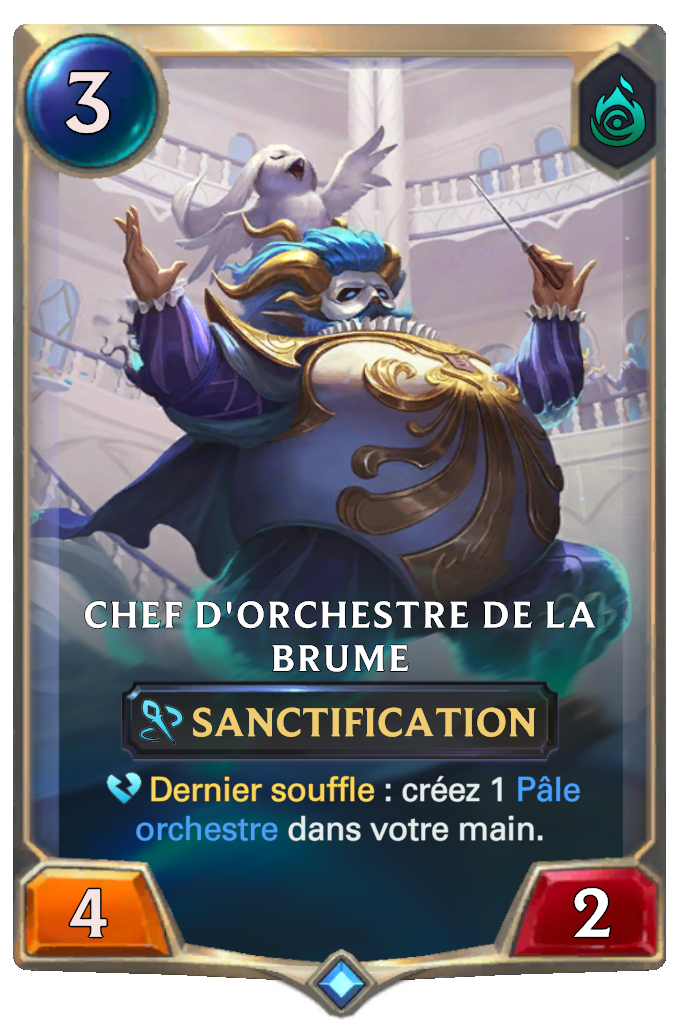 3
CHEF D'ORCHESTRE DE LA
BRUME
SANCTIFICATION
Dernier souffle : créez 1 Pâle
orchestre dans votre main.
4
2